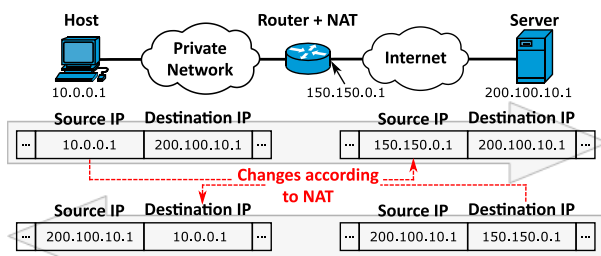 Host
Router + NAT
Server
Private
Network
Internet
10.0.0.1
150.150.0.1
200.100.10.1
Source IP Destination IP
Source IP Destination IP
... 10.0.0.1 200.100.10.1 ...
... 150.150.0.1 200.100.10.1 ...
Changes according
to NAT
Source IP Destination IP
Source IP Destination IP
... 200.100.10.1 10.0.0.1 ...
... 200.100.10.1 150.150.0.1 ...